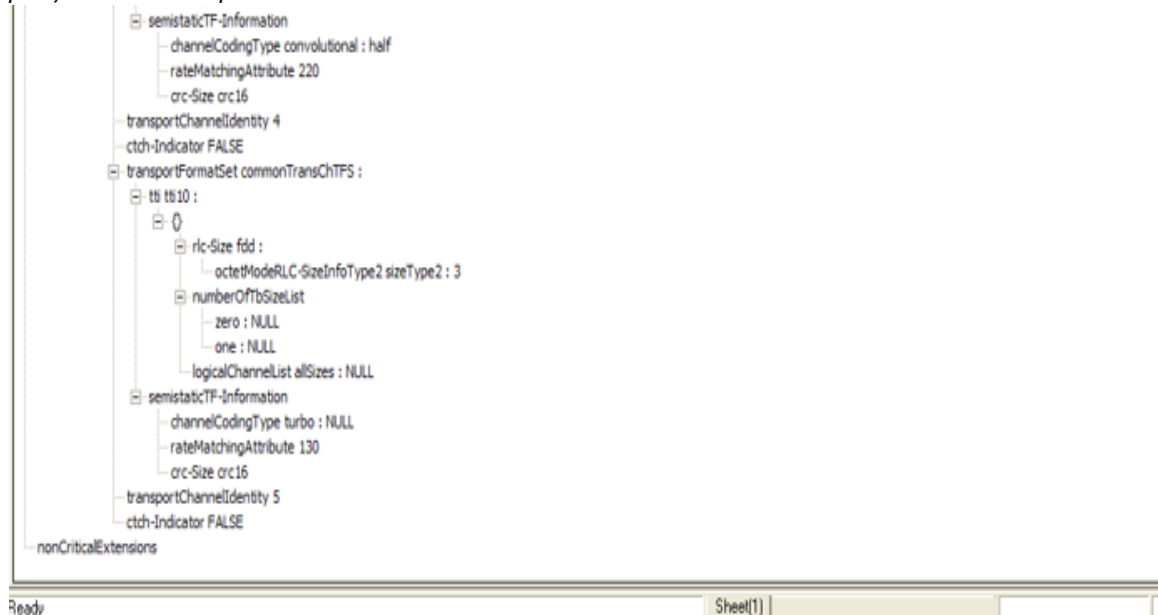 semistaticTF-Information
channelCodingType convolutional : half
rateMatchingAttribute 220
crc-Size crc16
transportChannelIdentity 4
ctch-Indicator FALSE
transportFormatSet commonTransChTFS :
tti tti10 :
{}
rlc-Size fdd :
octetModeRLC-SizeInfoType2 sizeType2 : 3
numberOfTbSizeList
zero : NULL
one : NULL
logicalChannelList allSizes : NULL
semistaticTF-Information
channelCodingType turbo : NULL
rateMatchingAttribute 130
crc-Size crc16
transportChannelIdentity 5
ctch-Indicator FALSE
nonCriticalExtensions
Ready Sheet(1)